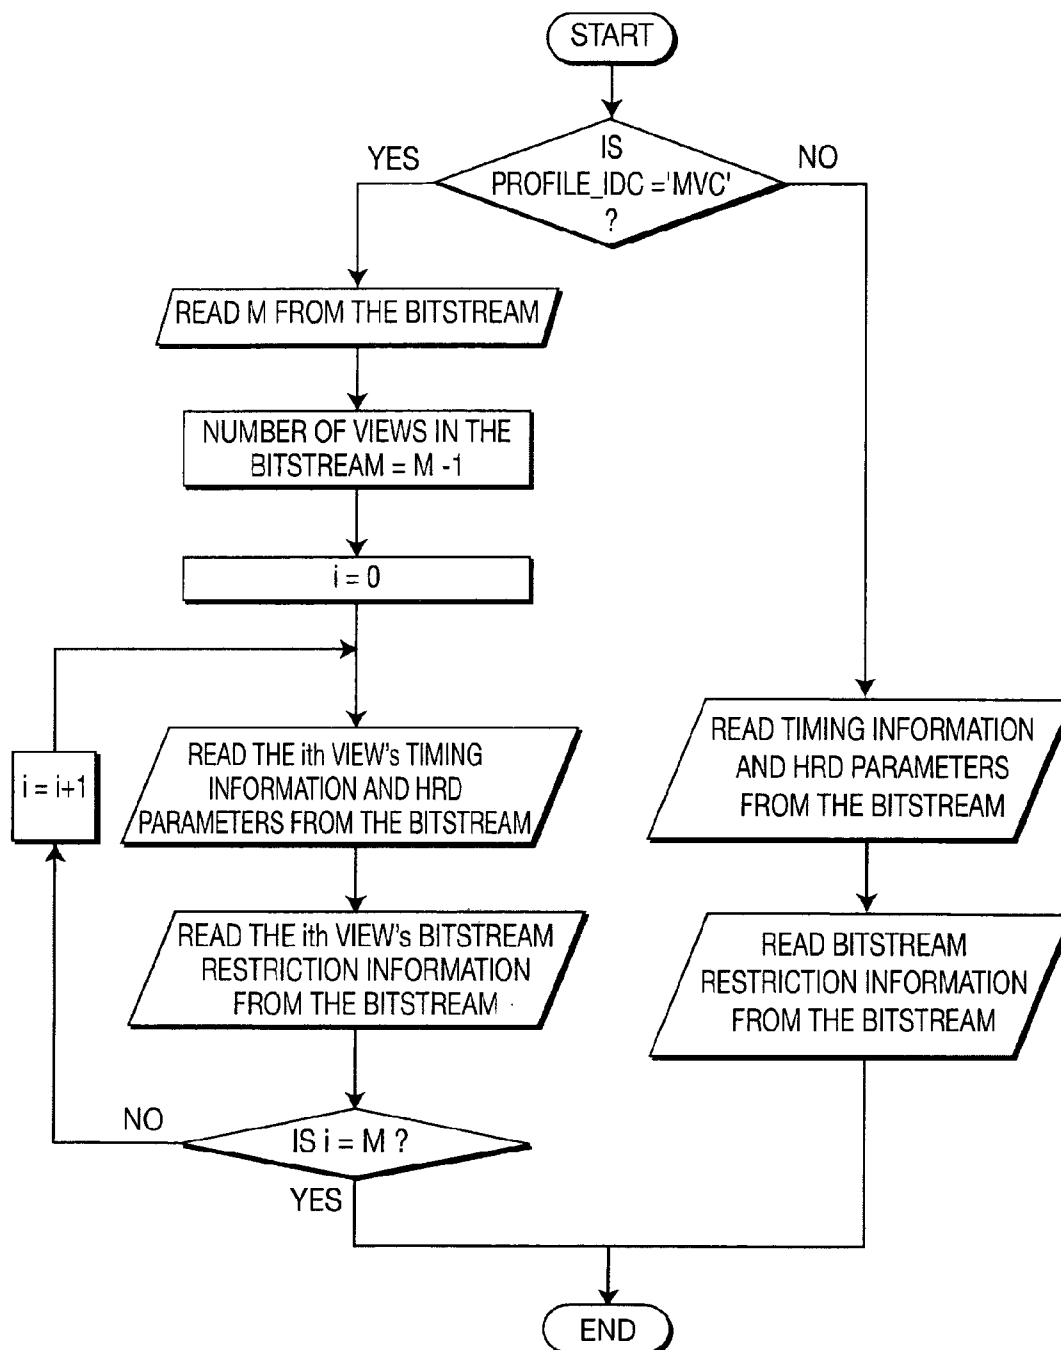 START
IS
PROFILE_IDC ='MVC'
?
YES
NO
READ M FROM THE BITSTREAM
NUMBER OF VIEWS IN THE
BITSTREAM = M -1
i = 0
i = i+1
READ THE ith VIEW's TIMING
INFORMATION AND HRD
PARAMETERS FROM THE BITSTREAM
READ THE ith VIEW's BITSTREAM
RESTRICTION INFORMATION
FROM THE BITSTREAM
NO
IS i = M ?
YES
READ TIMING INFORMATION
AND HRD PARAMETERS
FROM THE BITSTREAM
READ BITSTREAM
RESTRICTION INFORMATION
FROM THE BITSTREAM
END